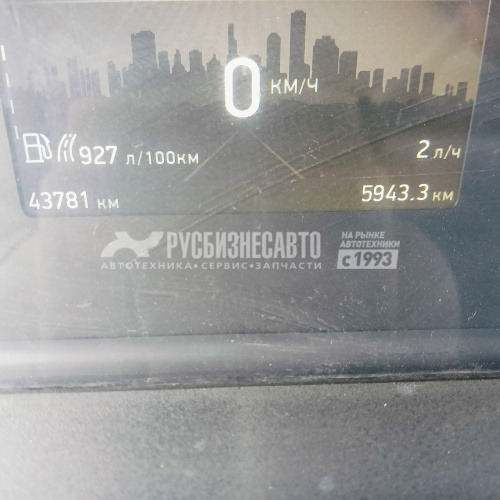 0 КМ/Ч
927 Л/100КМ
2 Л/Ч
43781 КМ
5943.3 КМ
РУСБИЗНЕСАВТО
АВТОТЕХНИКА • СЕРВИС • ЗАПЧАСТИ
НА РЫНКЕ
АВТОТЕХНИКИ
с 1993